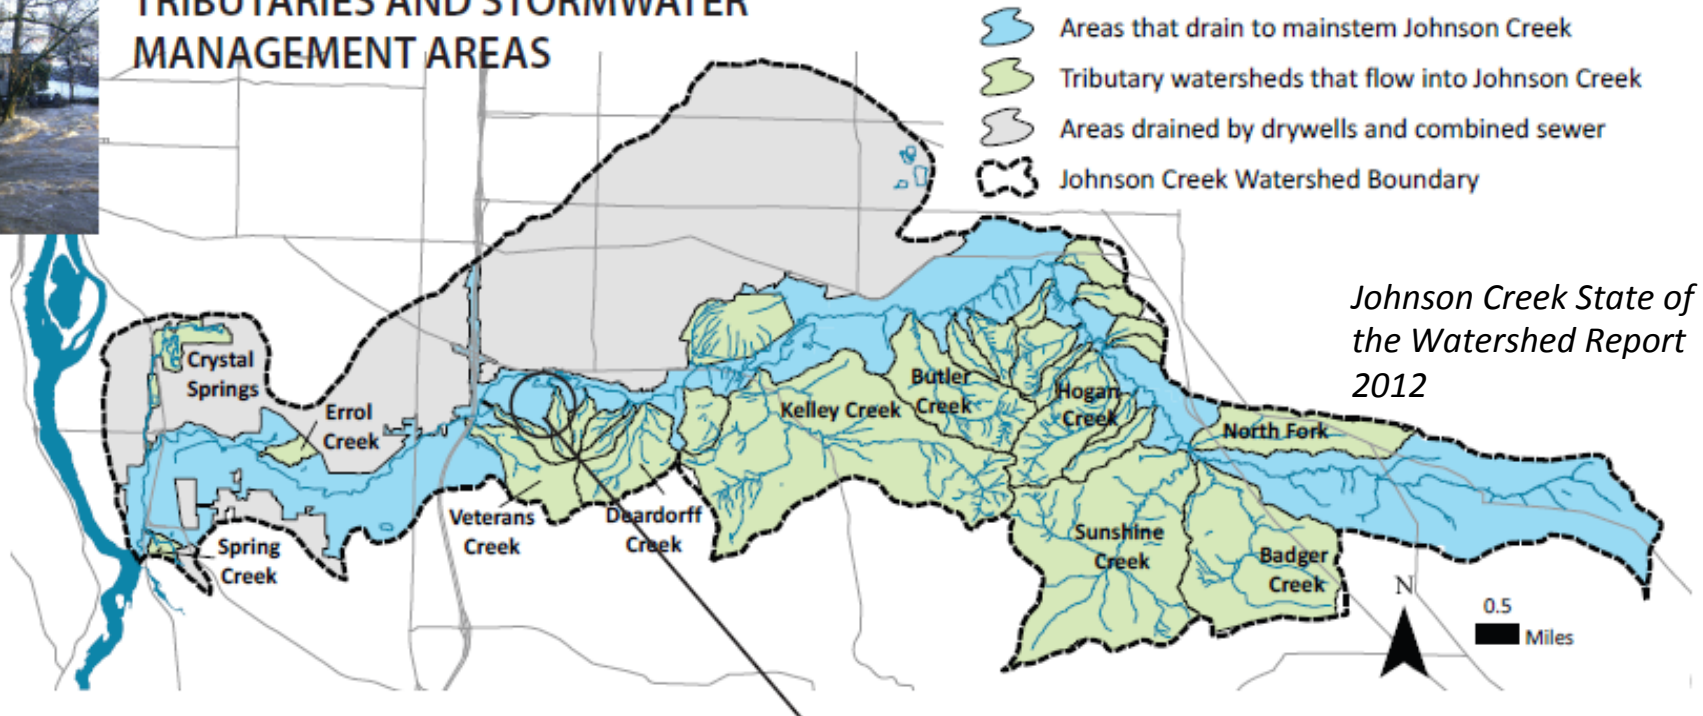 TRIBUTARIES AND STORMWATER
MANAGEMENT AREAS
Areas that drain to mainstem Johnson Creek
Tributary watersheds that flow into Johnson Creek
Areas drained by drywells and combined sewer
Johnson Creek Watershed Boundary
Johnson Creek State of
the Watershed Report
2012
Crystal
Springs
Errol
Creek
Spring
Creek
Veterans
Creek
Deardorff
Creek
Kelley Creek
Butler
Creek
Hogan
Creek
North Fork
Sunshine
Creek
Badger
Creek
N
0.5
Miles